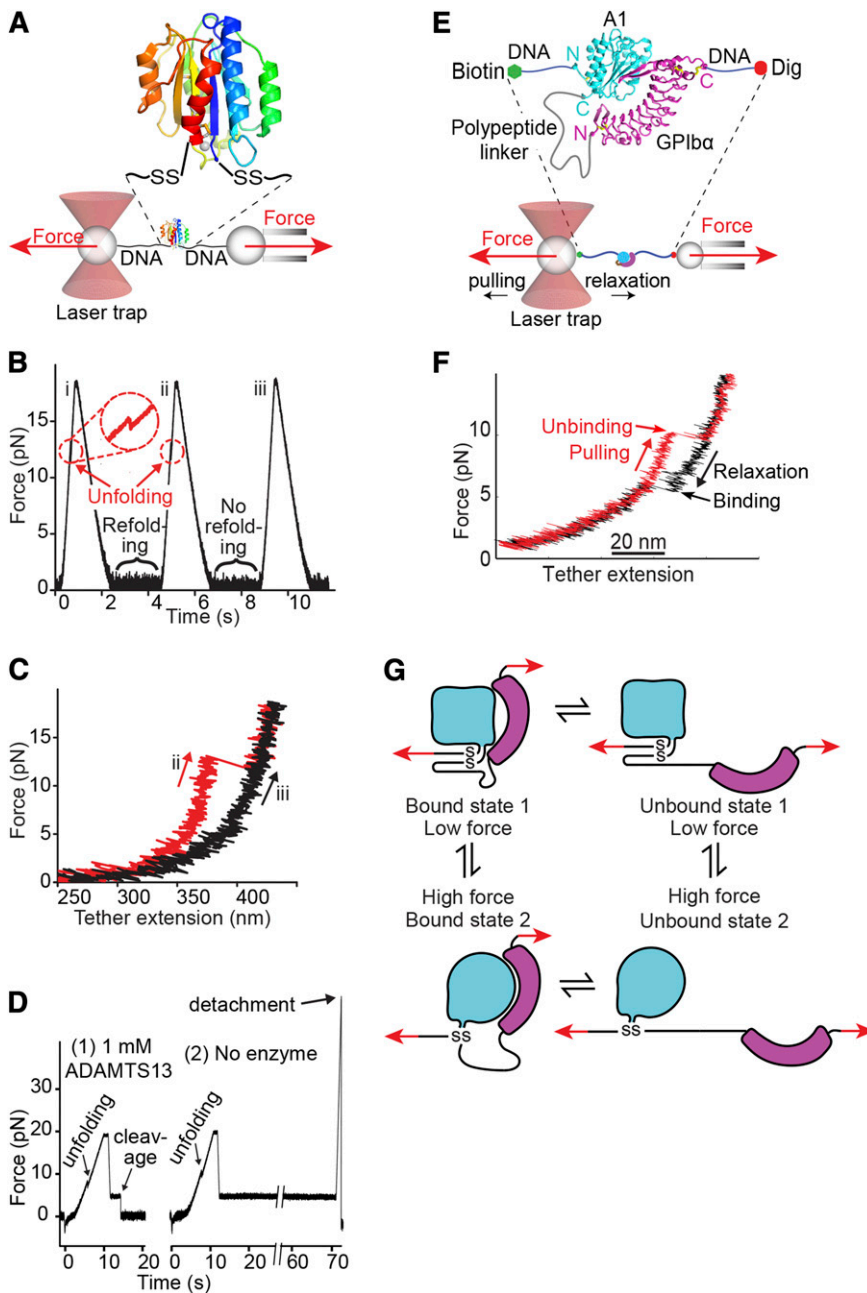 A
SS
SS
Force
Force
DNA
DNA
Laser trap
B
Force (pN)
15
10
5
0
i
ii
iii
Unfolding
Refold-
ing
No
refold-
ing
0
2
4
6
8
10
Time (s)
C
Force (pN)
15
10
5
0
ii
iii
250
300
350
400
Tether extension (nm)
D
detachment
(1) 1 mM
ADAMTS13
(2) No enzyme
Force (pN)
30
20
10
0
unfolding
cleav-
age
unfolding
0
10
20
0
10
20
60
70
Time (s)
E
A1
DNA
N
DNA
Biotin
C
Dig
C
Polypeptide
linker
N
GPIbα
Force
Force
pulling
relaxation
Laser trap
F
Force (pN)
10
5
0
Unbinding
Pulling
Relaxation
Binding
20 nm
Tether extension
G
S
S
S
S
Bound state 1
Low force
Unbound state 1
Low force
High force
Bound state 2
High force
Unbound state 2
SS
SS